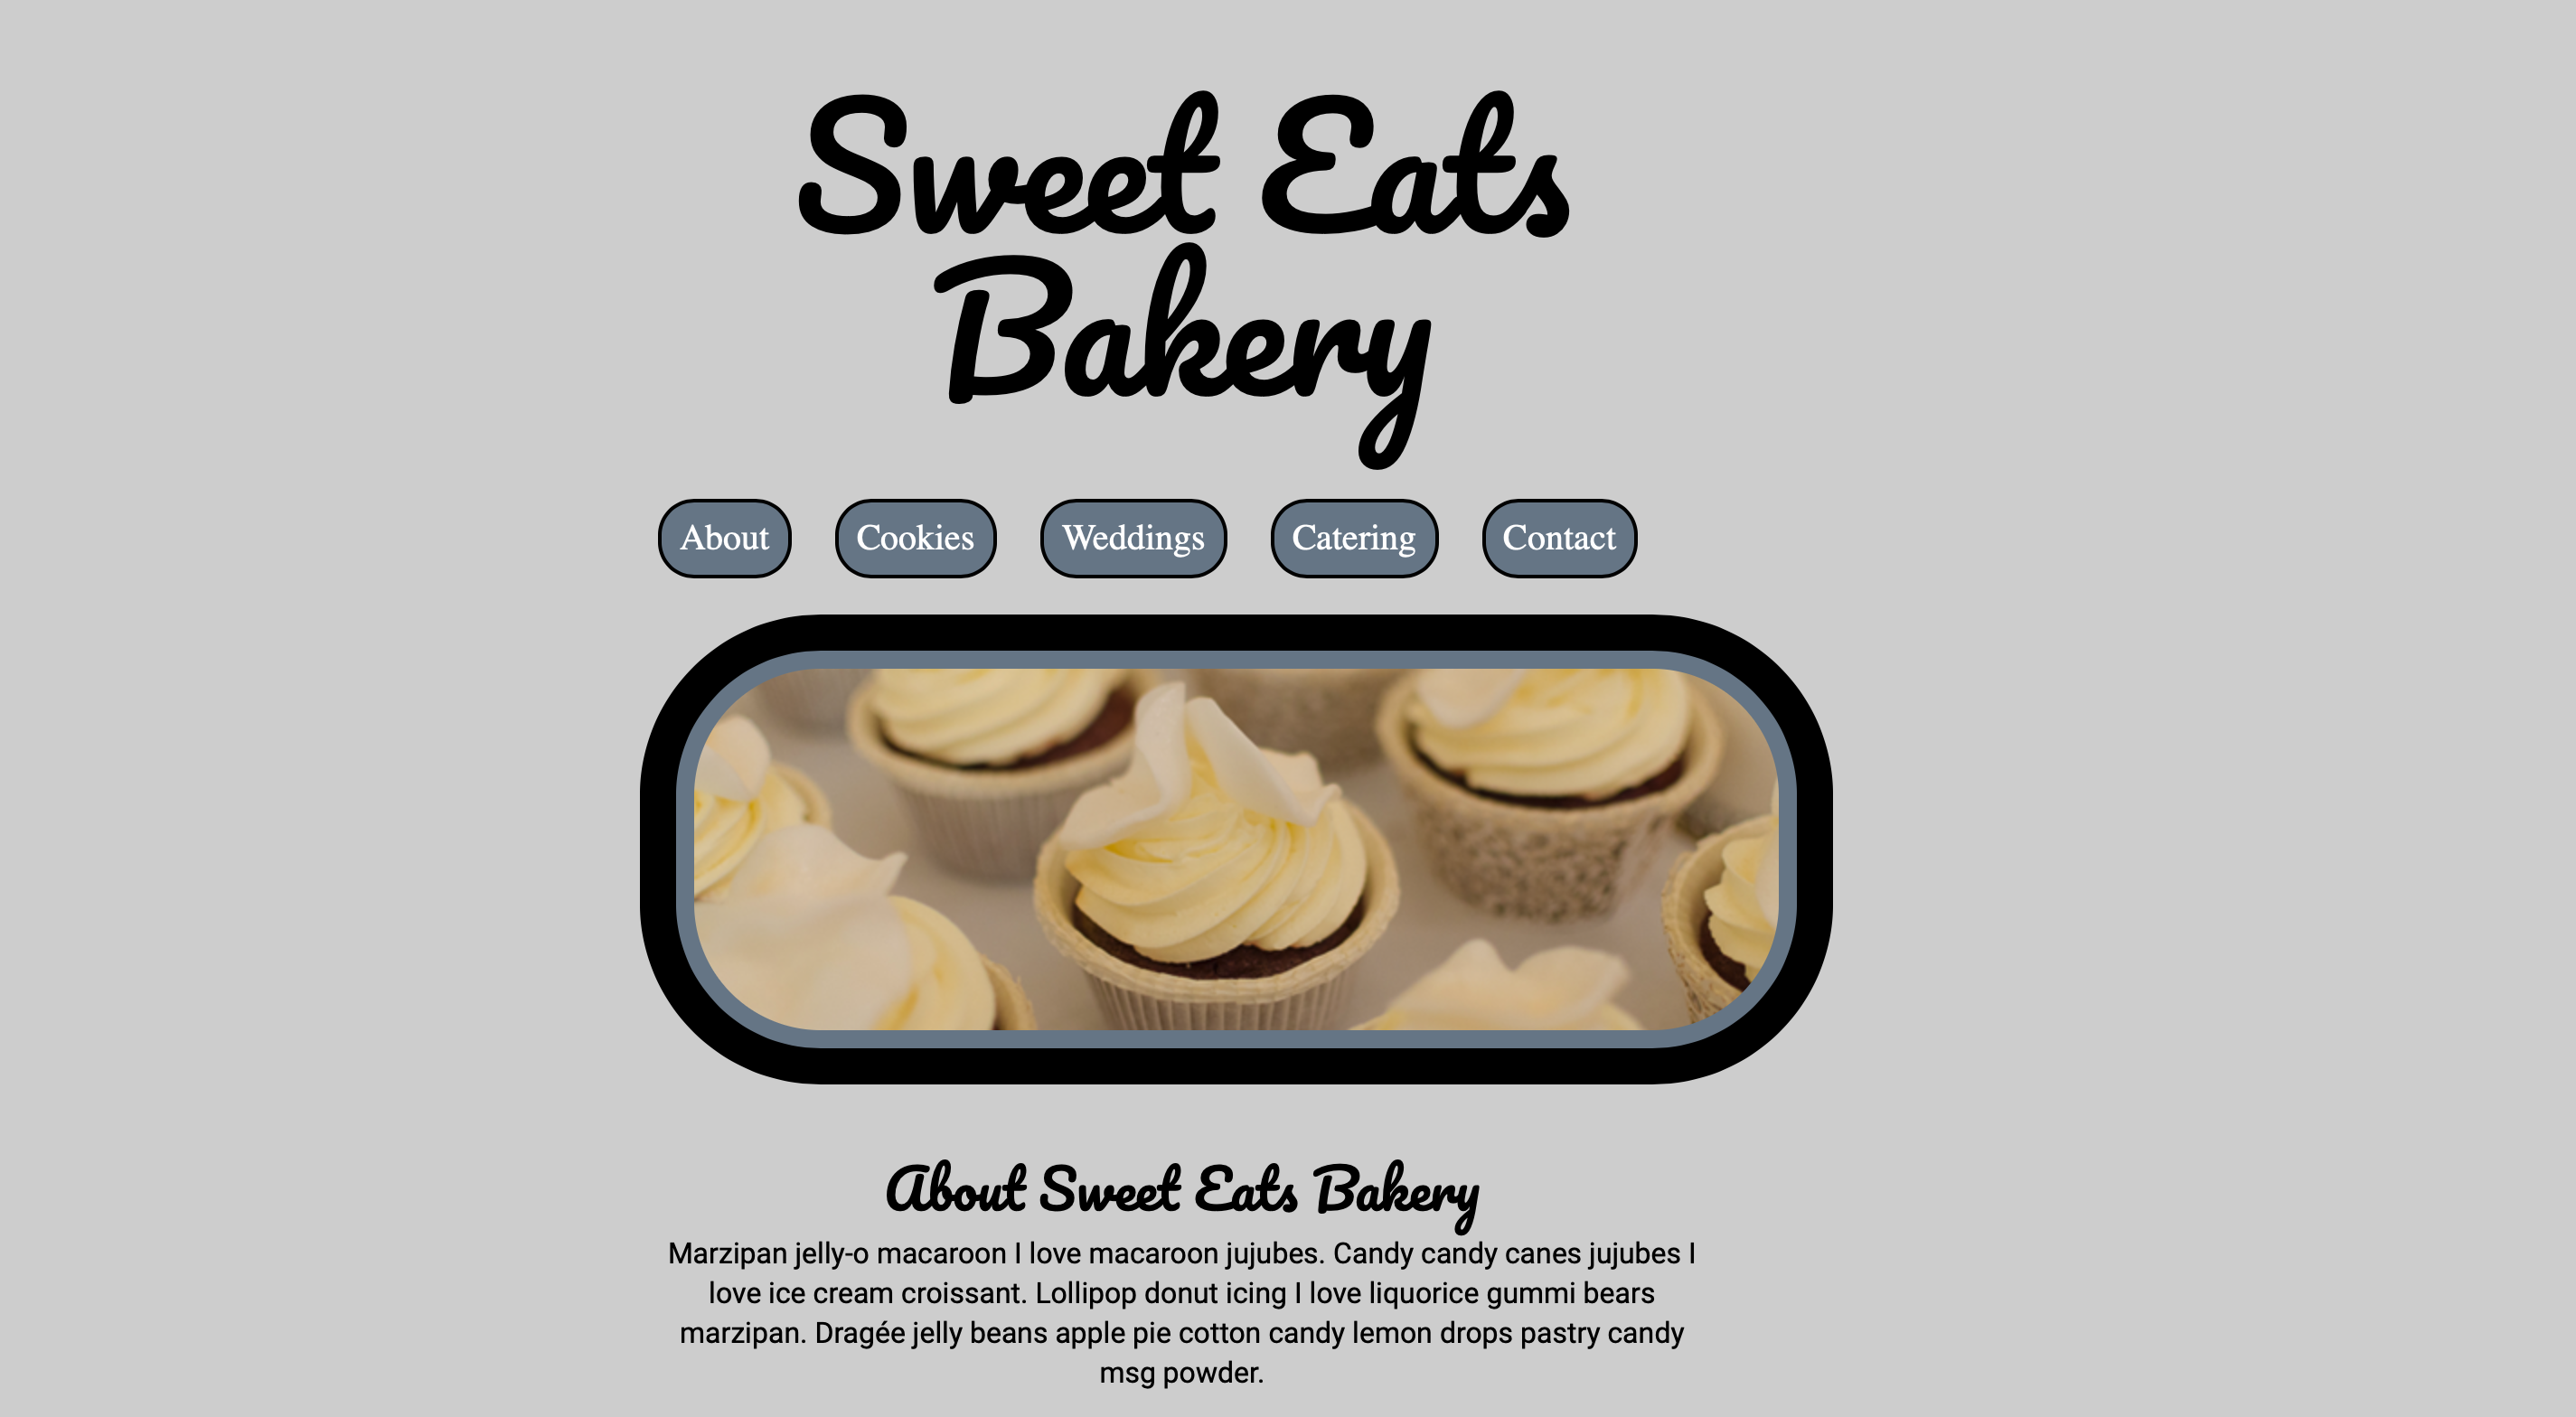 Sweet Eats
Bakery
About Cookies Weddings Catering Contact
About Sweet Eats Bakery
Marzipan jelly-o macaroon I love macaroon jujubes. Candy candy canes jujubes I
love ice cream croissant. Lollipop donut icing I love liquorice gummi bears
marzipan. Dragée jelly beans apple pie cotton candy lemon drops pastry candy
msg powder.